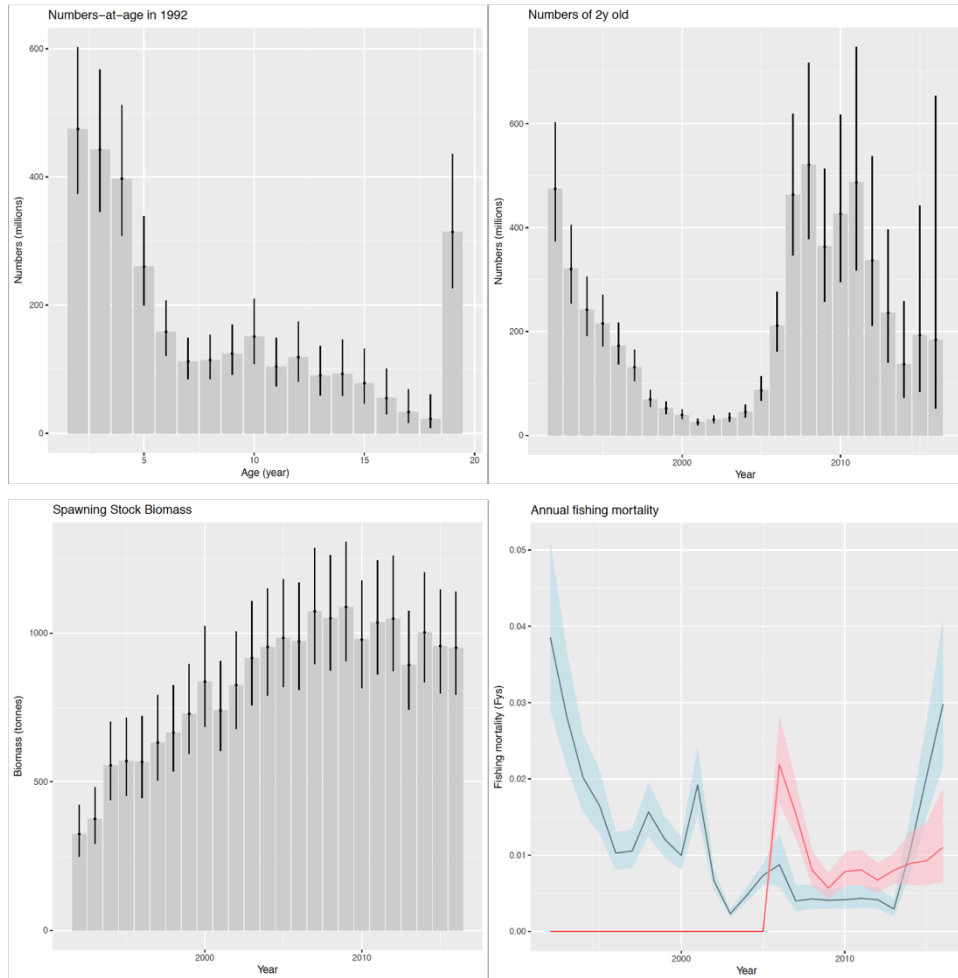 Numbers-at-age in 1992
Numbers (millions)
600
400
200
0
5
10
15
20
Age (year)
Numbers of 2y old
Numbers (millions)
600
400
200
0
2000
2010
Year
Spawning Stock Biomass
Biomass (tonnes)
1000
500
0
2000
2010
Year
Annual fishing mortality
Fishing mortality (Fys)
0.05
0.04
0.03
0.02
0.01
0.00
2000
2010
Year